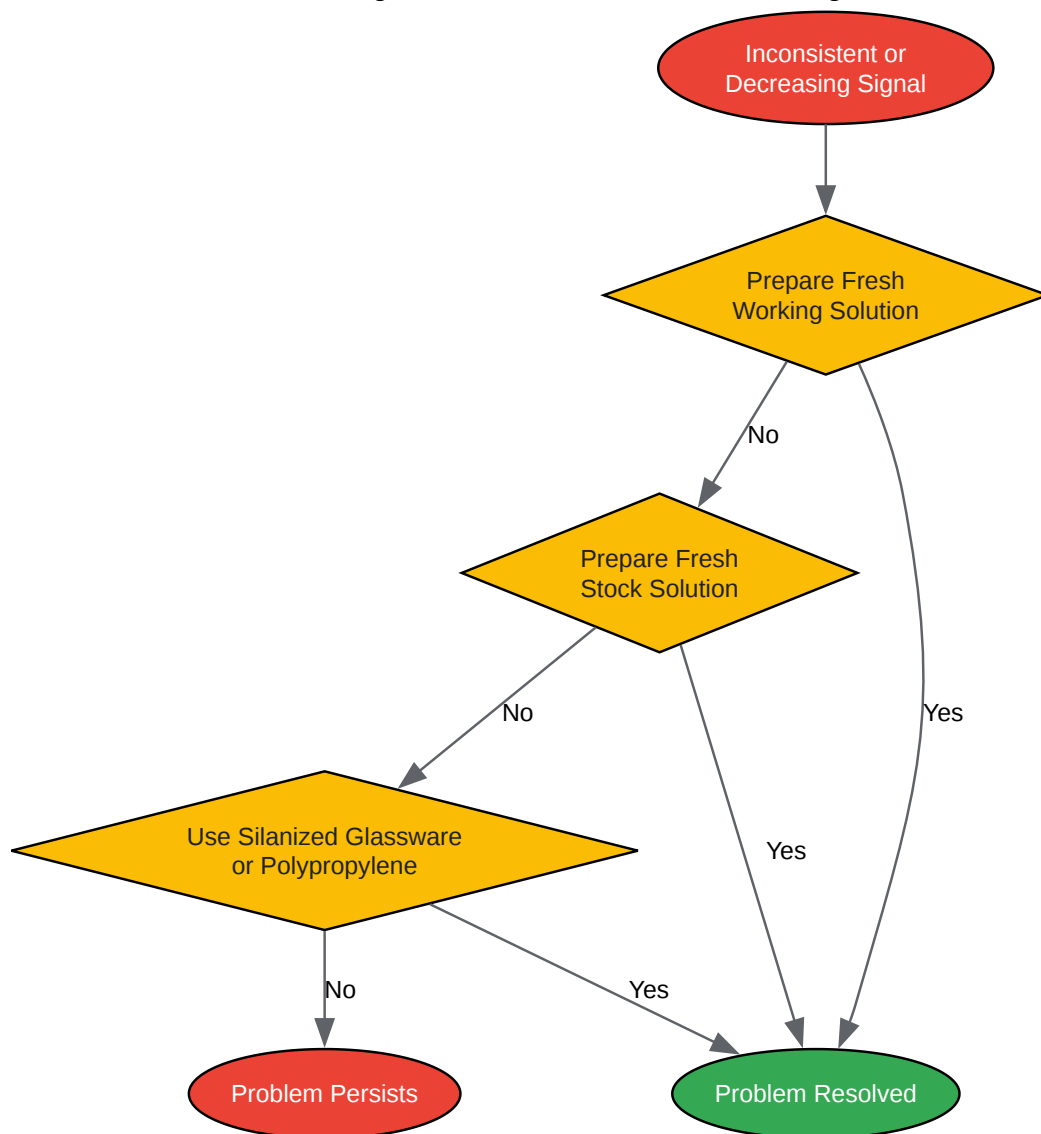 Inconsistent or
Decreasing Signal
Prepare Fresh
Working Solution
No
Prepare Fresh
Stock Solution
No
Yes
Yes
Use Silanized Glassware
or Polypropylene
No
Yes
Problem Persists
Problem Resolved